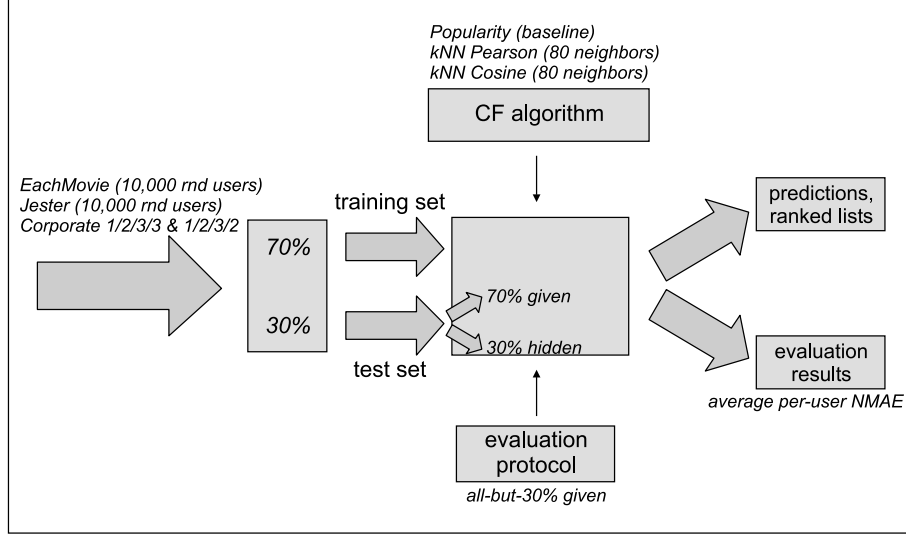 Popularity (baseline)
kNN Pearson (80 neighbors)
kNN Cosine (80 neighbors)
CF algorithm
EachMovie (10,000 rnd users)
Jester (10,000 rnd users)
Corporate 1/2/3/3 & 1/2/3/2
70%
30%
training set
test set
70% given
30% hidden
predictions,
ranked lists
evaluation
results
average per-user NMAE
evaluation
protocol
all-but-30% given